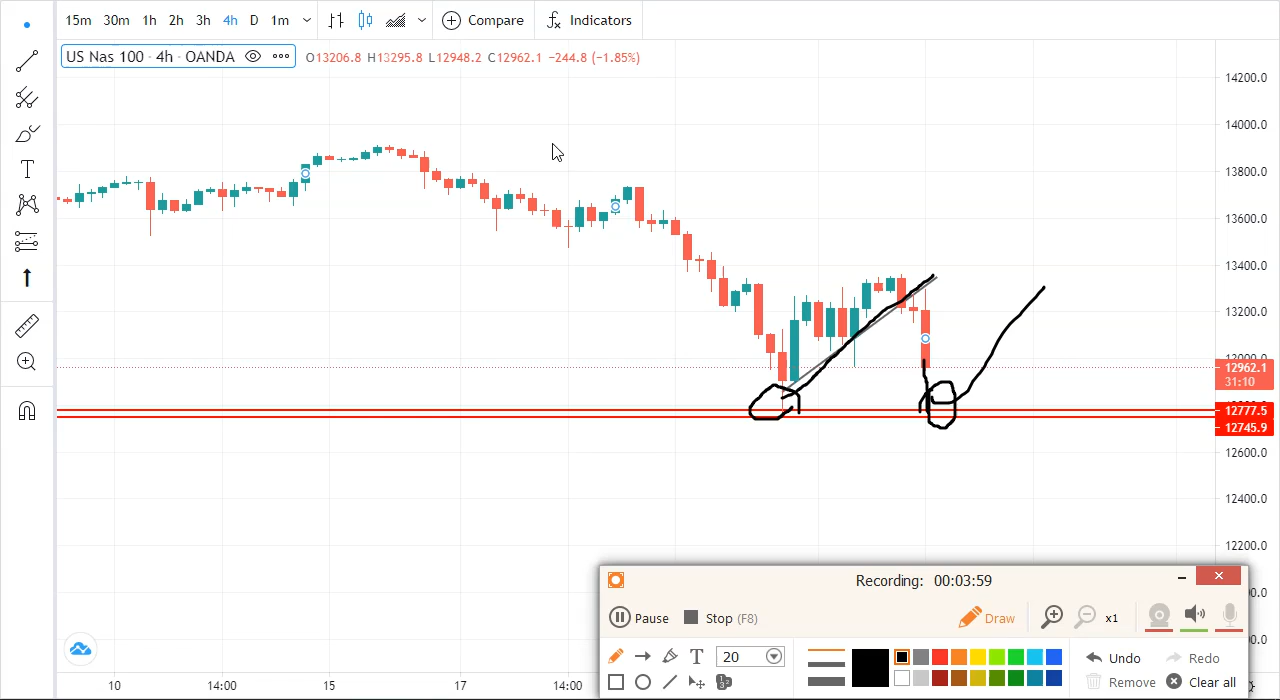 15m 30m 1h 2h 3h 4h D 1m Compare Indicators
US Nas 100 · 4h · OANDA O13206.8 H13295.8 L12948.2 C12962.1 −244.8 (−1.85%)
14200.0
14000.0
13800.0
13600.0
13400.0
13200.0
13000.0
12962.1
31:10
12777.5
12745.9
12600.0
12400.0
12200.0
Recording: 00:03:59
Pause Stop (F8) Draw x1
T 20 Undo Redo
Remove Clear all
10 14:00 15 17 14:00